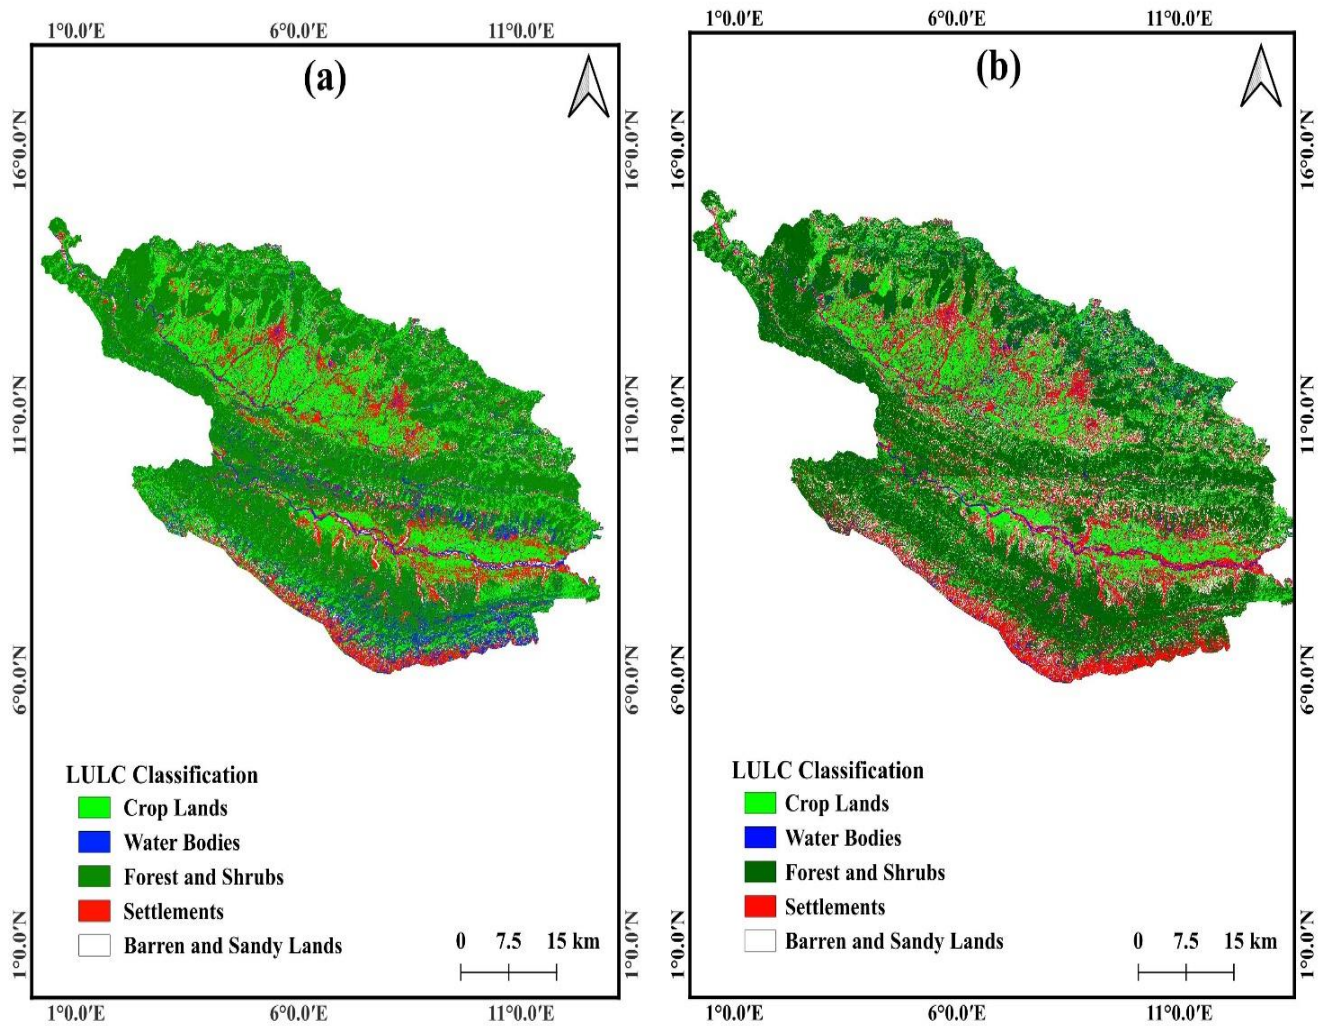 1°0.0′E 6°0.0′E 11°0.0′E
(a)
16°0.0′N
16°0.0′N
11°0.0′N
11°0.0′N
6°0.0′N
6°0.0′N
1°0.0′N
1°0.0′N
LULC Classification
Crop Lands
Water Bodies
Forest and Shrubs
Settlements
Barren and Sandy Lands
0 7.5 15 km
1°0.0′E 6°0.0′E 11°0.0′E
1°0.0′E 6°0.0′E 11°0.0′E
(b)
16°0.0′N
16°0.0′N
11°0.0′N
11°0.0′N
6°0.0′N
6°0.0′N
1°0.0′N
1°0.0′N
LULC Classification
Crop Lands
Water Bodies
Forest and Shrubs
Settlements
Barren and Sandy Lands
0 7.5 15 km
1°0.0′E 6°0.0′E 11°0.0′E